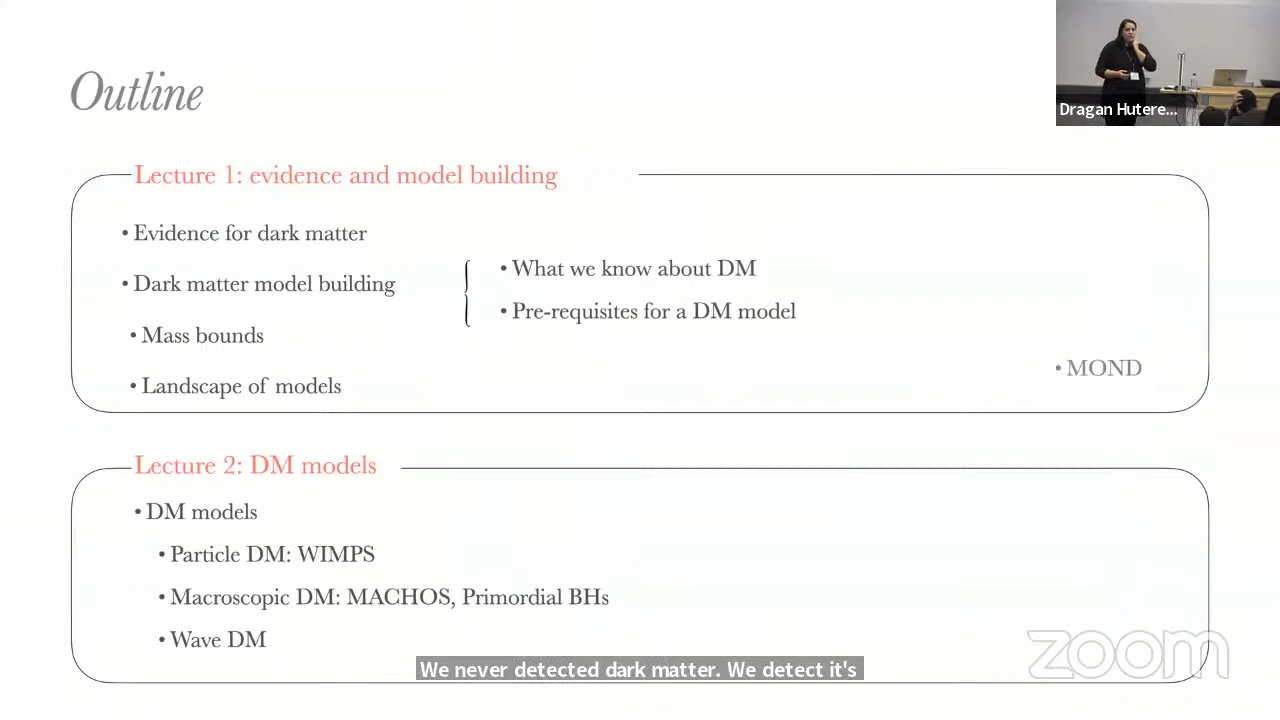 Outline
Dragan Hutere...
Lecture 1: evidence and model building
• Evidence for dark matter
• Dark matter model building
• What we know about DM
• Pre-requisites for a DM model
• Mass bounds
• MOND
• Landscape of models
Lecture 2: DM models
• DM models
• Particle DM: WIMPS
• Macroscopic DM: MACHOS, Primordial BHs
• Wave DM
zoom
We never detected dark matter. We detect it's